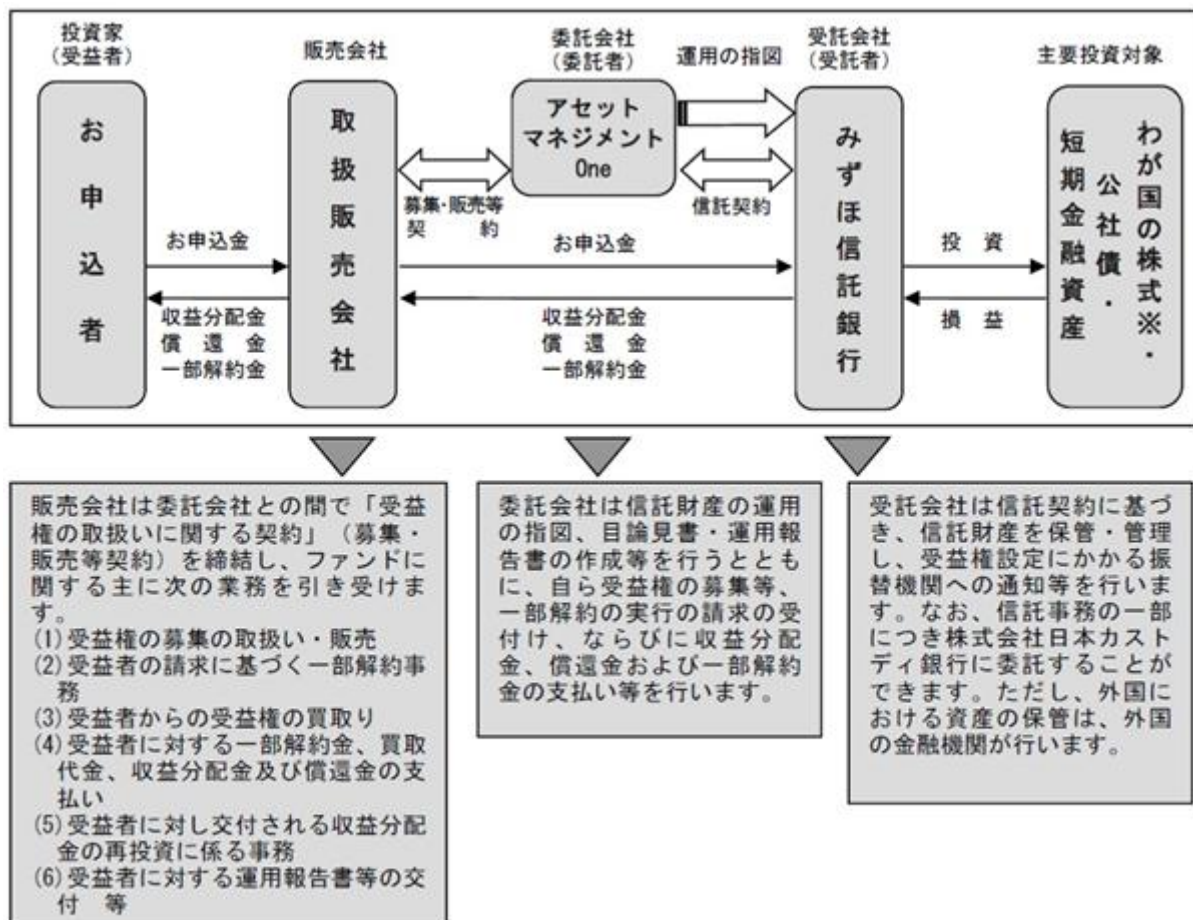 投資家
(受益者)
販売会社
委託会社
(委託者)
運用の指図
受託会社
(受託者)
主要投資対象
お申込者
取扱販売会社
アセット
マネジメント
One
みずほ信託銀行
わが国の株式※・
公社債・
短期金融資産
募集・販売等
契 約
信託契約
お申込金
収益分配金
償 還 金
一部解約金
お申込金
収益分配金
償 還 金
一部解約金
投 資
損 益
販売会社は委託会社との間で「受益
権の取扱いに関する契約」(募集・
販売等契約)を締結し、ファンドに
関する主に次の業務を引き受けま
す。
(1)受益権の募集の取扱い・販売
(2)受益者の請求に基づく一部解約事
務
(3)受益者からの受益権の買取り
(4)受益者に対する一部解約金、買取
代金、収益分配金及び償還金の支
払い
(5)受益者に対し交付される収益分配
金の再投資に係る事務
(6)受益者に対する運用報告書等の交
付 等
委託会社は信託財産の運用
の指図、目論見書・運用報
告書の作成等を行うととも
に、自ら受益権の募集等、
一部解約の実行の請求の受
付け、ならびに収益分配
金、償還金および一部解約
金の支払い等を行います。
受託会社は信託契約に基づ
き、信託財産を保管・管理
し、受益権設定にかかる振
替機関への通知等を行いま
す。なお、信託事務の一部
につき株式会社日本カスト
ディ銀行に委託することが
できます。ただし、外国に
おける資産の保管は、外国
の金融機関が行います。